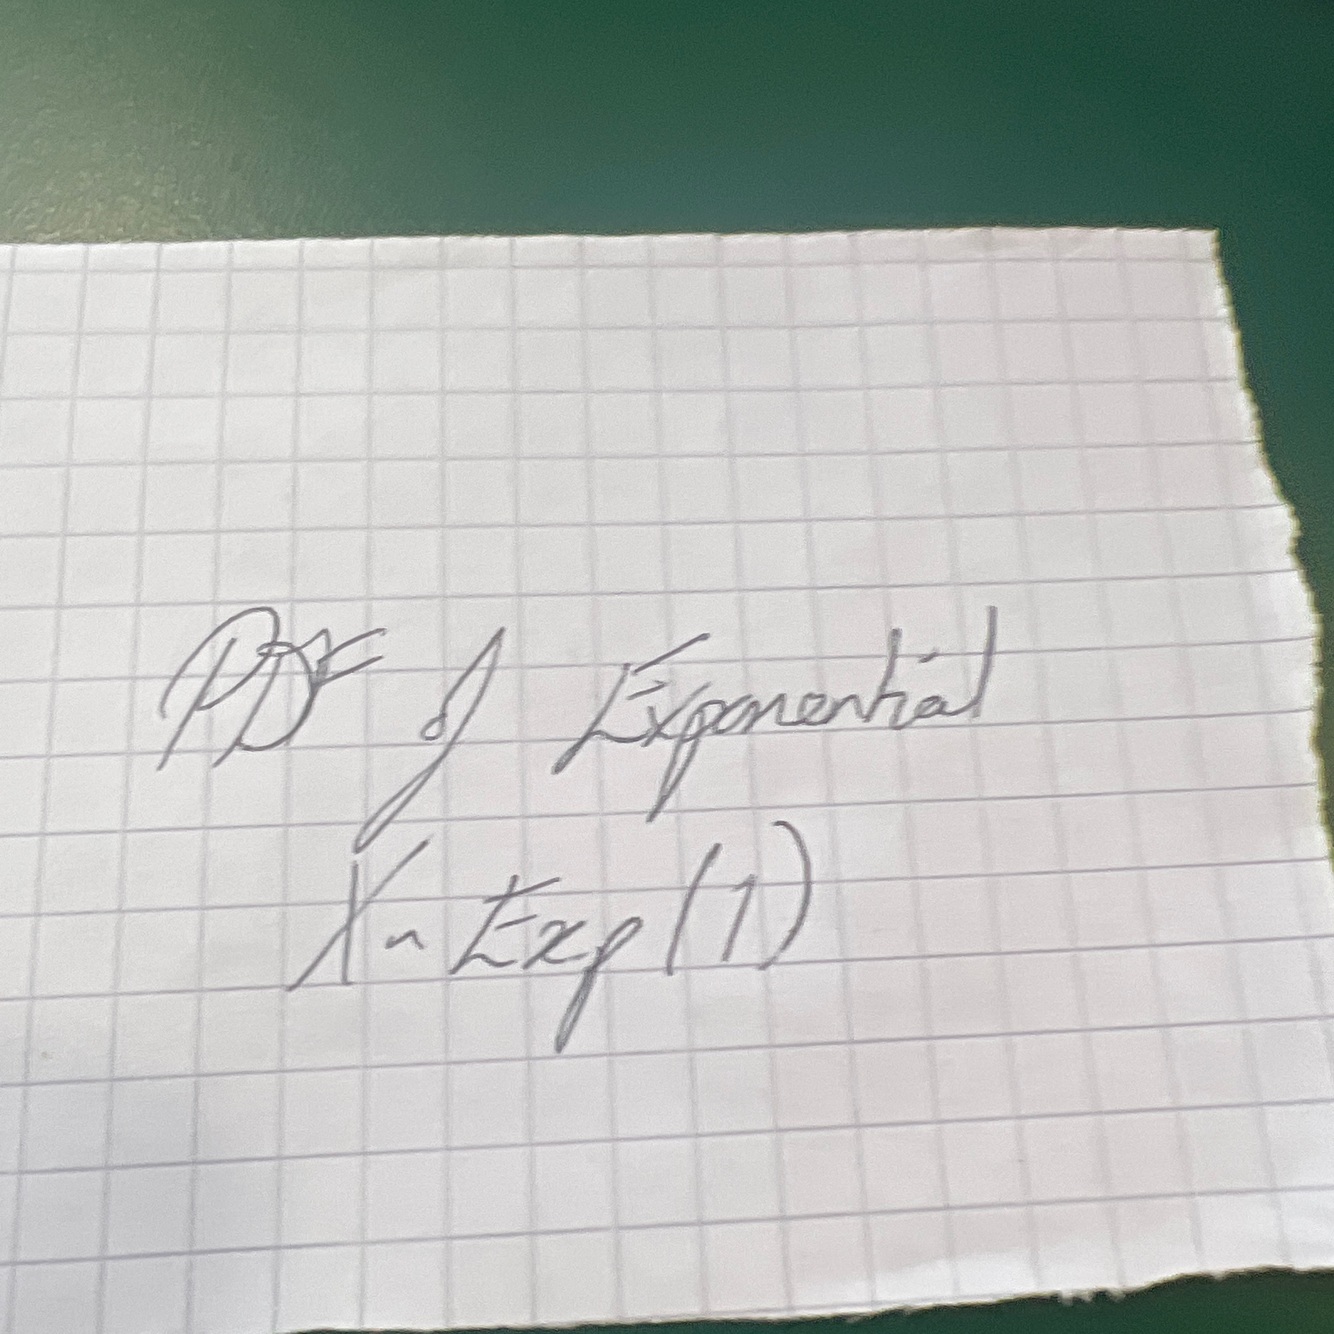 PDF of Exponential
X ~ Exp(1)